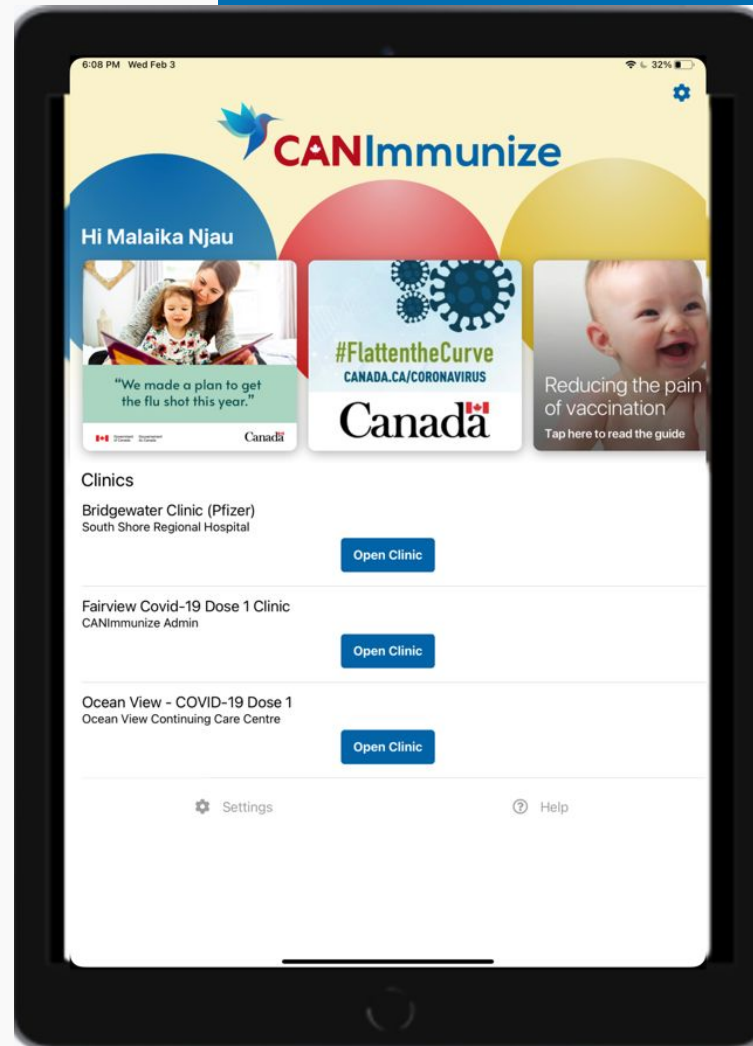 6:08 PM Wed Feb 3
32%
CANImmunize
Hi Malaika Njau
"We made a plan to get
the flu shot this year."
Canada
#FlattentheCurve
CANADA.CA/CORONAVIRUS
Canada
Reducing the pain
of vaccination
Tap here to read the guide
Clinics
Bridgewater Clinic (Pfizer)
South Shore Regional Hospital
Open Clinic
Fairview Covid-19 Dose 1 Clinic
CANImmunize Admin
Open Clinic
Ocean View - COVID-19 Dose 1
Ocean View Continuing Care Centre
Open Clinic
Settings
Help